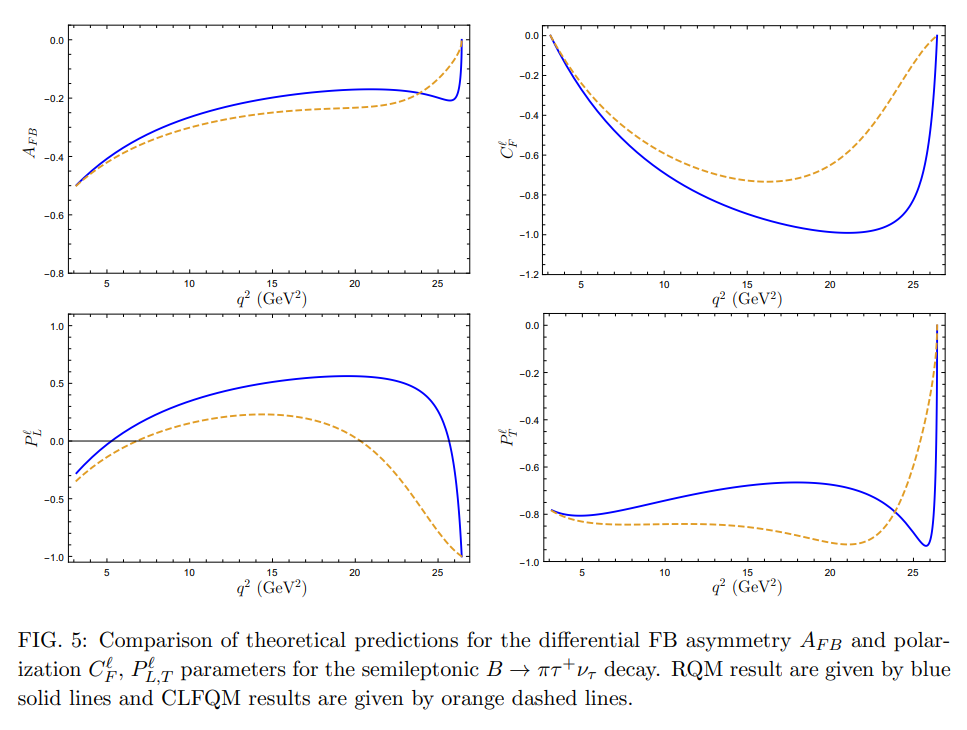 0.0
−0.2
−0.4
−0.6
−0.8
A_{FB}
5 10 15 20 25
q² (GeV²)
0.0
−0.2
−0.4
−0.6
−0.8
−1.0
−1.2
C_F^ℓ
5 10 15 20 25
q² (GeV²)
1.0
0.5
0.0
−0.5
−1.0
P_L^ℓ
5 10 15 20 25
q² (GeV²)
0.0
−0.2
−0.4
−0.6
−0.8
−1.0
P_T^ℓ
5 10 15 20 25
q² (GeV²)
FIG. 5: Comparison of theoretical predictions for the differential FB asymmetry A_{FB} and polar-
ization C_F^ℓ, P_{L,T}^ℓ parameters for the semileptonic B → πτ⁺ν_τ decay. RQM result are given by blue
solid lines and CLFQM results are given by orange dashed lines.